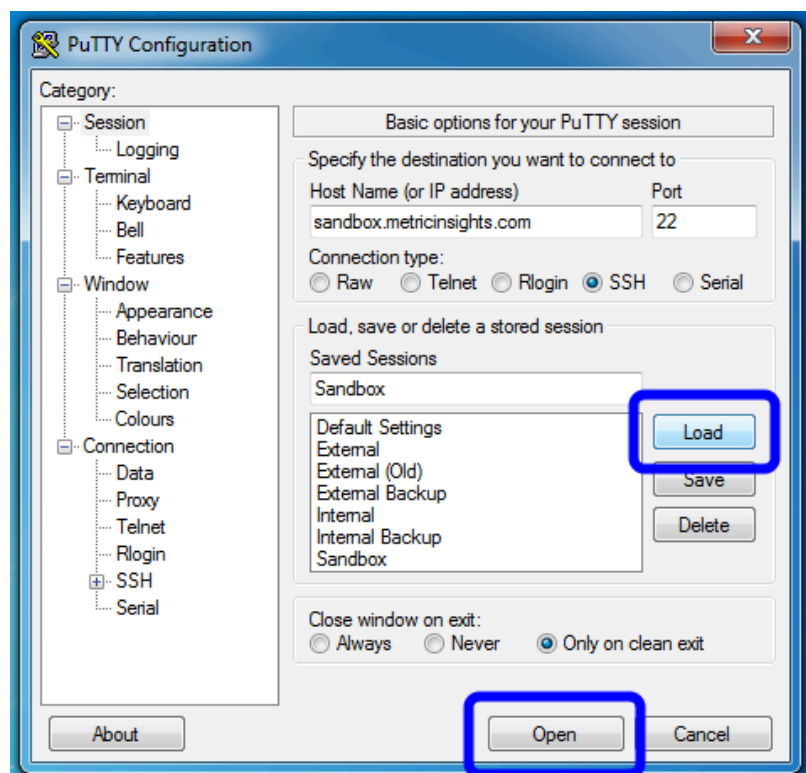 PuTTY Configuration
Category:
Session
Logging
Terminal
Keyboard
Bell
Features
Window
Appearance
Behaviour
Translation
Selection
Colours
Connection
Data
Proxy
Telnet
Rlogin
SSH
Serial
Basic options for your PuTTY session
Specify the destination you want to connect to
Host Name (or IP address) Port
sandbox.metricinsights.com 22
Connection type:
Raw Telnet Rlogin SSH Serial
Load, save or delete a stored session
Saved Sessions
Sandbox
Default Settings
External
External (Old)
External Backup
Internal
Internal Backup
Sandbox
Load
Save
Delete
Close window on exit:
Always Never Only on clean exit
About Open Cancel